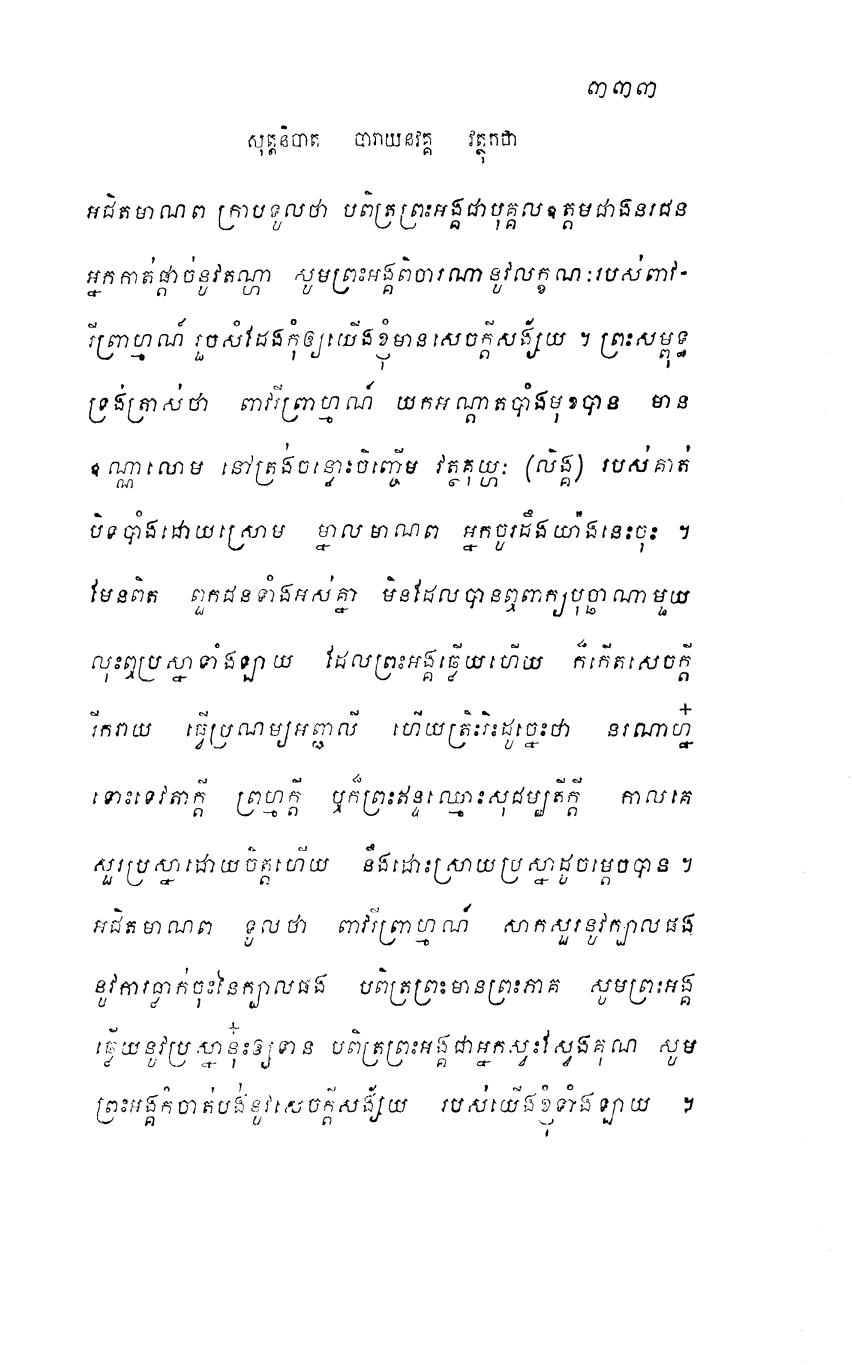 ៣៣៣
សុត្តនិបាត បារាយនវគ្គ វត្ថុកថា
អជិតមាណព ក្រាបទូលថា បពិត្រព្រះអង្គជាបុគ្គលឧត្តមជាងនរជន
អ្នកកាត់ផ្តាច់នូវតណ្ហា សូមព្រះអង្គពិចារណានូវលក្ខណៈរបស់ពាវ-
រីព្រាហ្មណ៍ រួចសំដែងកុំឲ្យយើងខ្ញុំមានសេចក្តីសង្ស័យ ។ ព្រះសម្ពុទ្ធ
ទ្រង់ត្រាស់ថា ពាវរីព្រាហ្មណ៍ យកអណ្តាតបាំងមុខបាន មាន
ឧណ្ណាលោម នៅត្រង់ចន្លោះចិញ្ចើម វត្ថគុយ្ហៈ (លិង្គ) របស់គាត់
បិទបាំងដោយស្រោម ម្នាលមាណព អ្នកចូរដឹងយ៉ាងនេះចុះ ។
មែនពិត ពួកជនទាំងអស់គ្នា មិនដែលបានឮពាក្យបុច្ឆាណាមួយ
លុះឮប្រស្នាទាំងឡាយ ដែលព្រះអង្គឆ្លើយហើយ ក៏កើតសេចក្តី
រីករាយ ធ្វើប្រណម្យអញ្ជលី ហើយត្រិះរិះដូច្នេះថា នរណាហ្ន៎
ទោះទេវតាក្តី ព្រហ្មក្តី ឬក៏ព្រះឥន្ទឈ្មោះសុជម្បតីក្តី កាលគេ
សួរប្រស្នាដោយចិត្តហើយ នឹងដោះស្រាយប្រស្នាដូចម្តេចបាន ។
អជិតមាណព ទូលថា ពាវរីព្រាហ្មណ៍ សាកសួរនូវក្បាលផង
នូវការធ្លាក់ចុះនៃក្បាលផង បពិត្រព្រះមានព្រះភាគ សូមព្រះអង្គ
ឆ្លើយនូវប្រស្នានុ៎ះឱ្យទាន បពិត្រព្រះអង្គជាអ្នកស្វះស្វែងគុណ សូម
ព្រះអង្គកំចាត់បង់នូវសេចក្តីសង្ស័យ របស់យើងខ្ញុំទាំងឡាយ ។